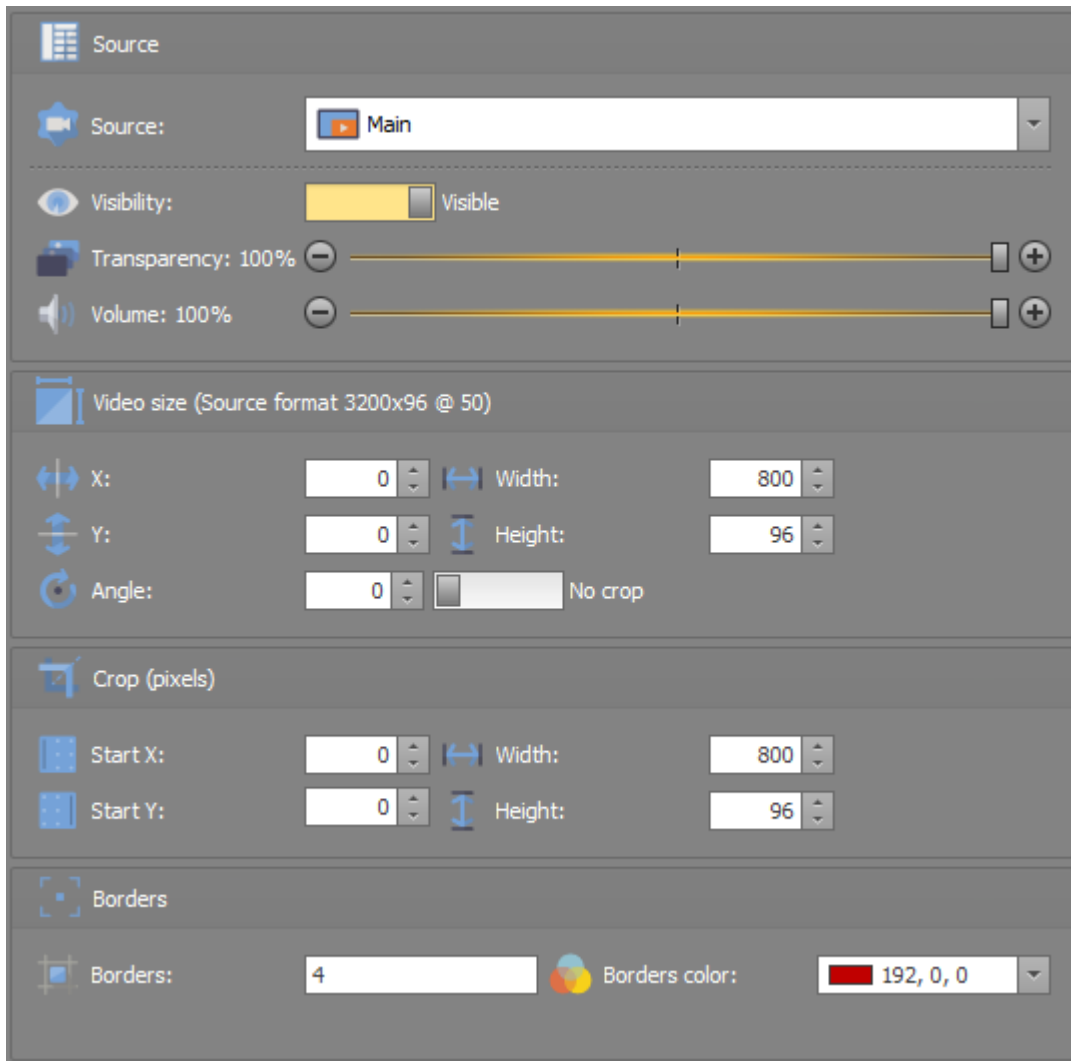 Source
Source: Main
Visibility: Visible
Transparency: 100%
Volume: 100%
Video size (Source format 3200x96 @ 50)
X: 0 Width: 800
Y: 0 Height: 96
Angle: 0 No crop
Crop (pixels)
Start X: 0 Width: 800
Start Y: 0 Height: 96
Borders
Borders: 4 Borders color: 192, 0, 0